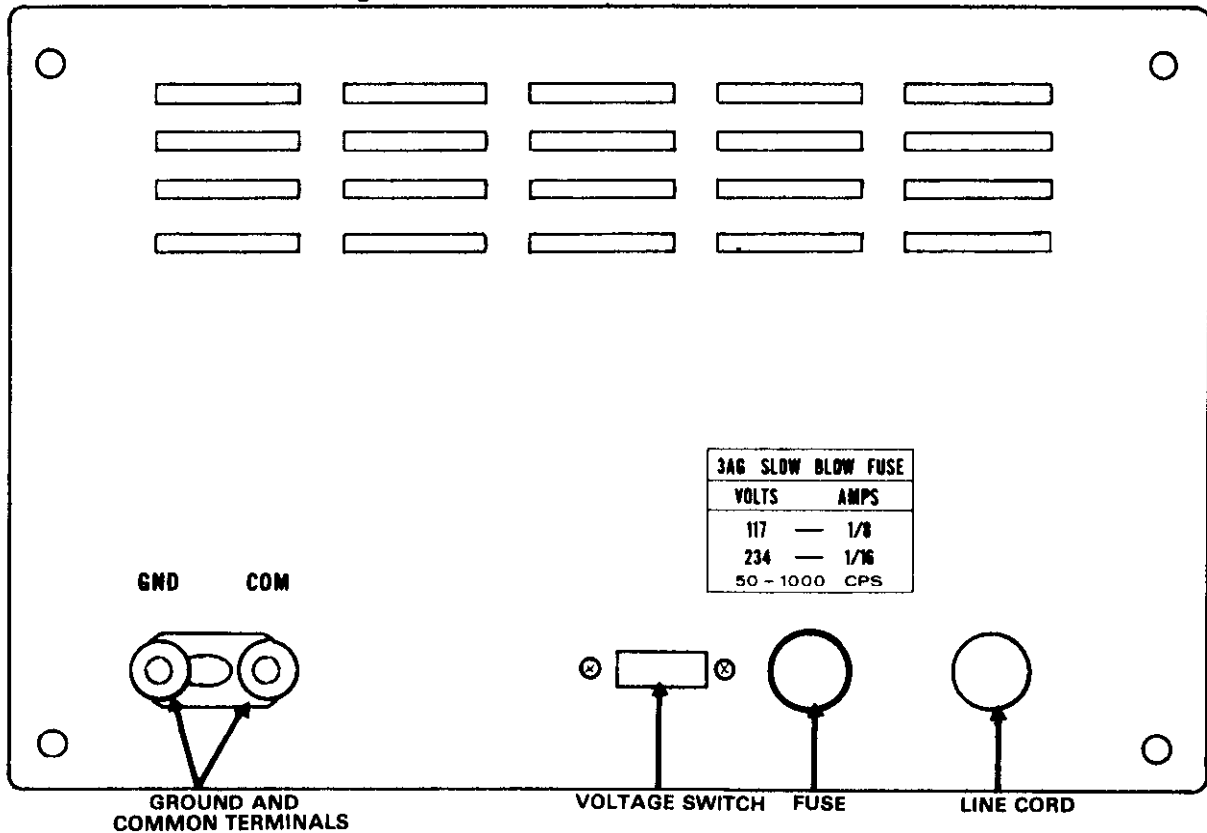 3AG SLOW BLOW FUSE
VOLTS AMPS
117 — 1/8
234 — 1/16
50 - 1000 CPS
GND COM
GROUND AND
COMMON TERMINALS
VOLTAGE SWITCH
FUSE
LINE CORD